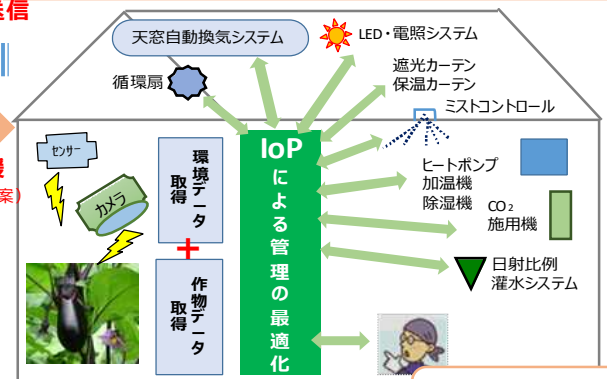 送信
天窓自動換気システム
LED・電照システム
循環扇
遮光カーテン
保温カーテン
ミストコントロール
センサー
カメラ
案)
環境データ
取得
+
作物データ
取得
IoPによる管理の最適化
ヒートポンプ
加温機
除湿機
CO₂
施用機
日射比例
灌水システム